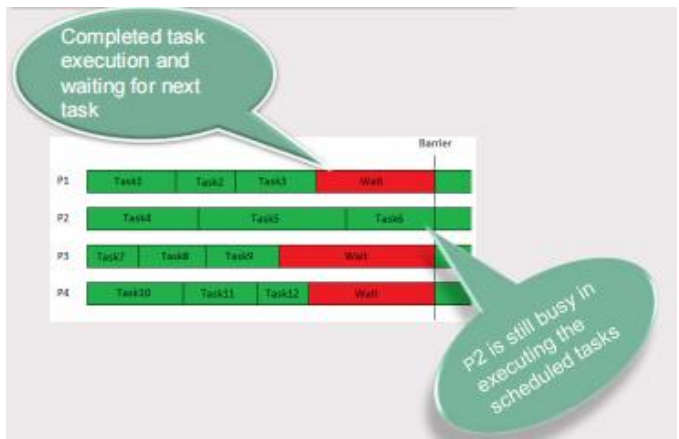 Completed task
execution and
waiting for next
task
Barrier
P1 Task1 Task2 Task3 Wait
P2 Task4 Task5 Task6
P3 Task7 Task8 Task9 Wait
P4 Task10 Task11 Task12 Wait
P2 is still busy in
executing the
scheduled tasks